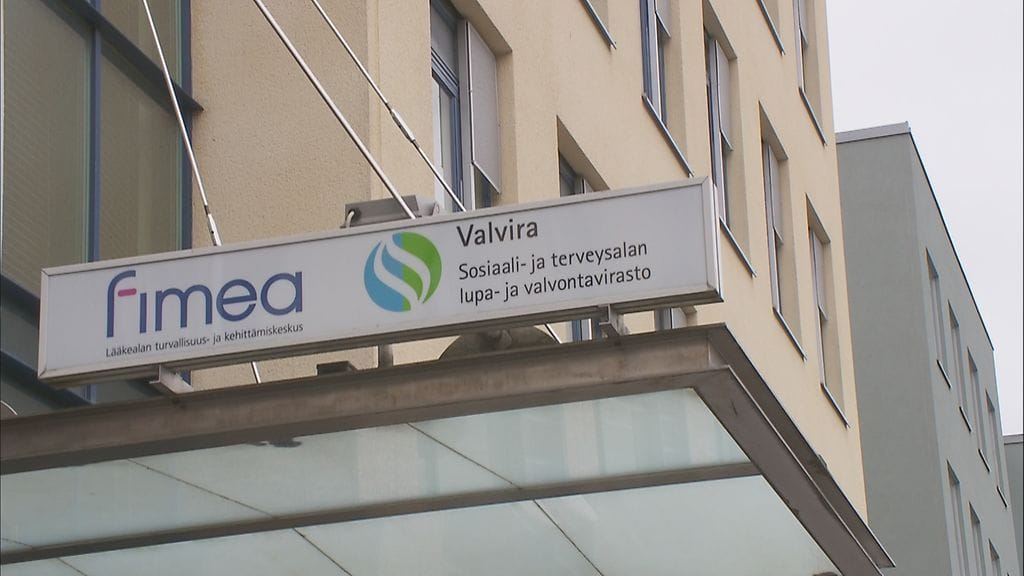 fimea
Lääkealan turvallisuus- ja kehittämiskeskus
Valvira
Sosiaali- ja terveysalan
lupa- ja valvontavirasto